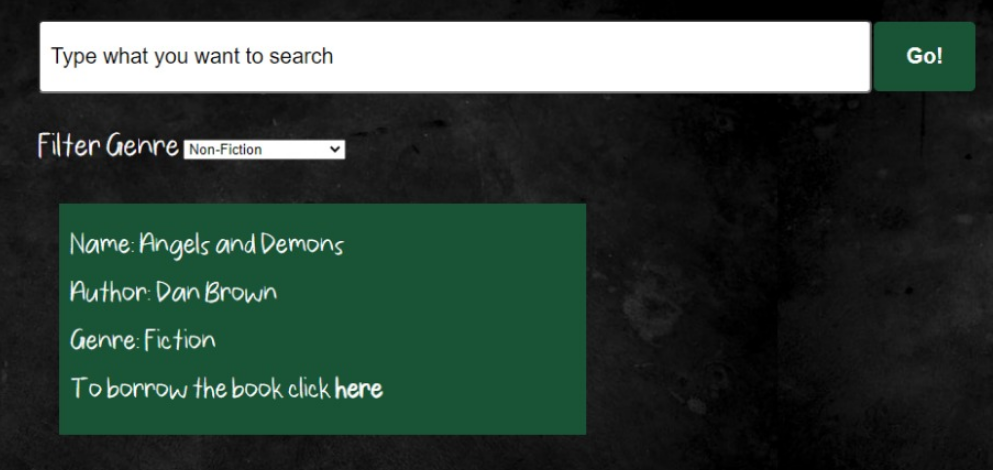 Type what you want to search
Go!
Filter Genre Non-Fiction
Name: Angels and Demons
Author: Dan Brown
Genre: Fiction
To borrow the book click here